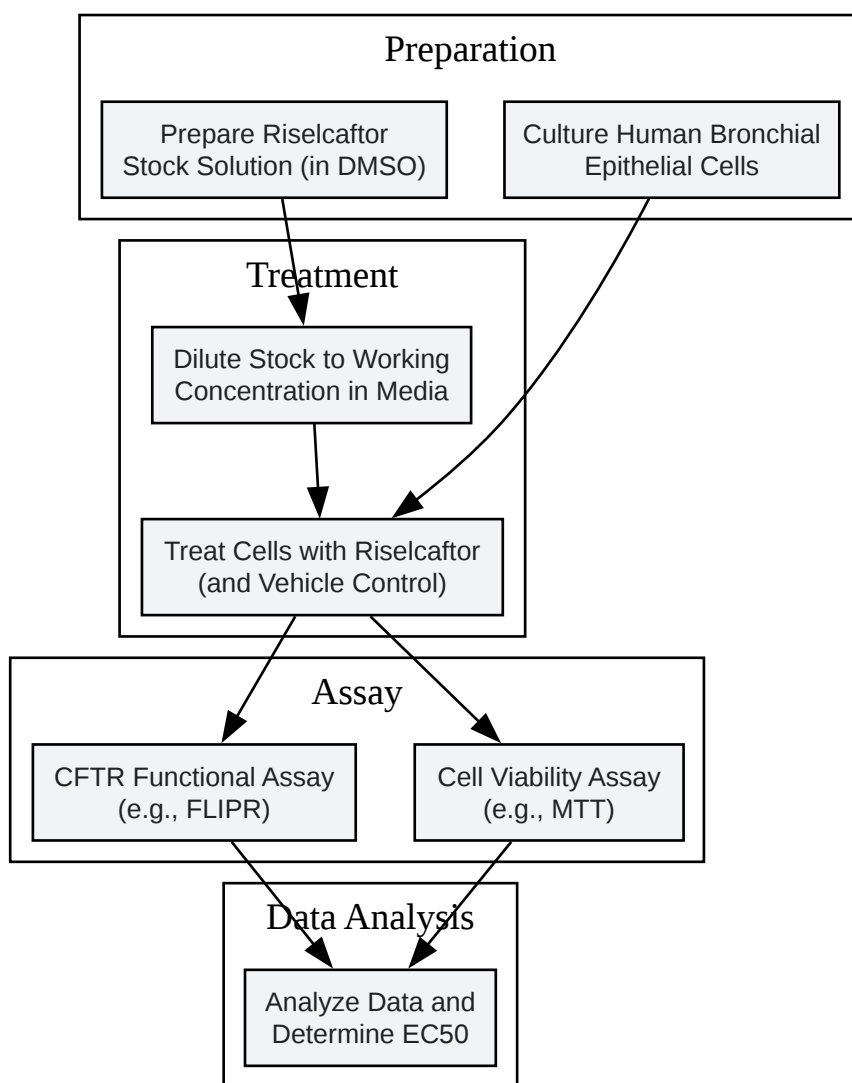 Preparation
Prepare Riselcaftor
Stock Solution (in DMSO)
Culture Human Bronchial
Epithelial Cells
Treatment
Dilute Stock to Working
Concentration in Media
Treat Cells with Riselcaftor
(and Vehicle Control)
Assay
CFTR Functional Assay
(e.g., FLIPR)
Cell Viability Assay
(e.g., MTT)
Data Analysis
Analyze Data and
Determine EC50